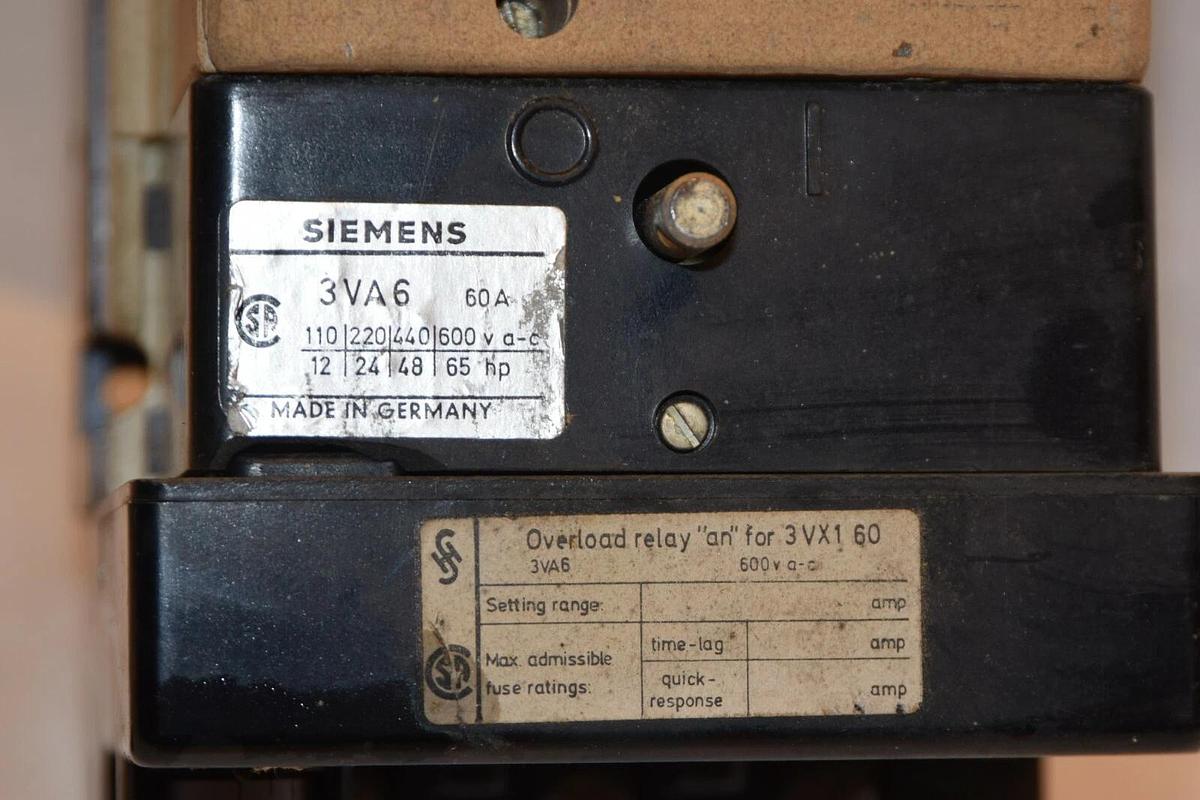 SIEMENS
3VA6 60A
110 220 440 600 v a-c
12 24 48 65 hp
MADE IN GERMANY
Overload relay "an" for 3VX1 60
3VA6 600v a-c
Setting range: amp
Max. admissible fuse ratings:
time-lag amp
quick-response amp